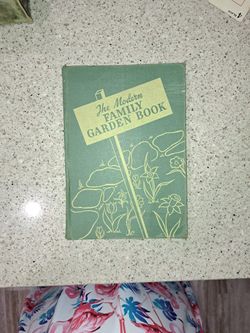 The Modern
FAMILY
GARDEN BOOK